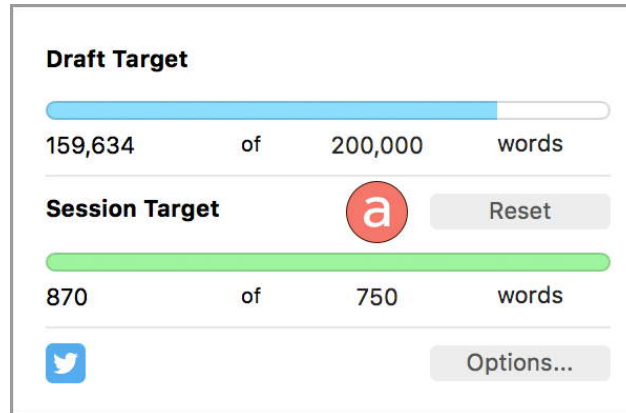 Draft Target
159,634 of 200,000 words
Session Target a Reset
870 of 750 words
Options...